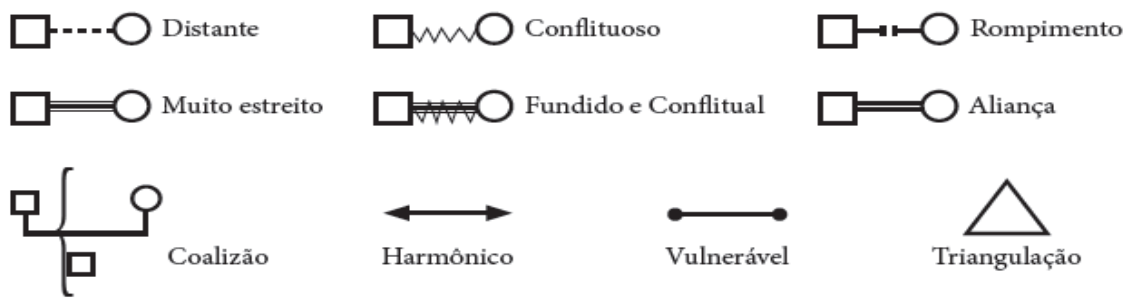 Distante
Conflituoso
Rompimento
Muito estreito
Fundido e Conflitual
Aliança
Coalizão
Harmônico
Vulnerável
Triangulação